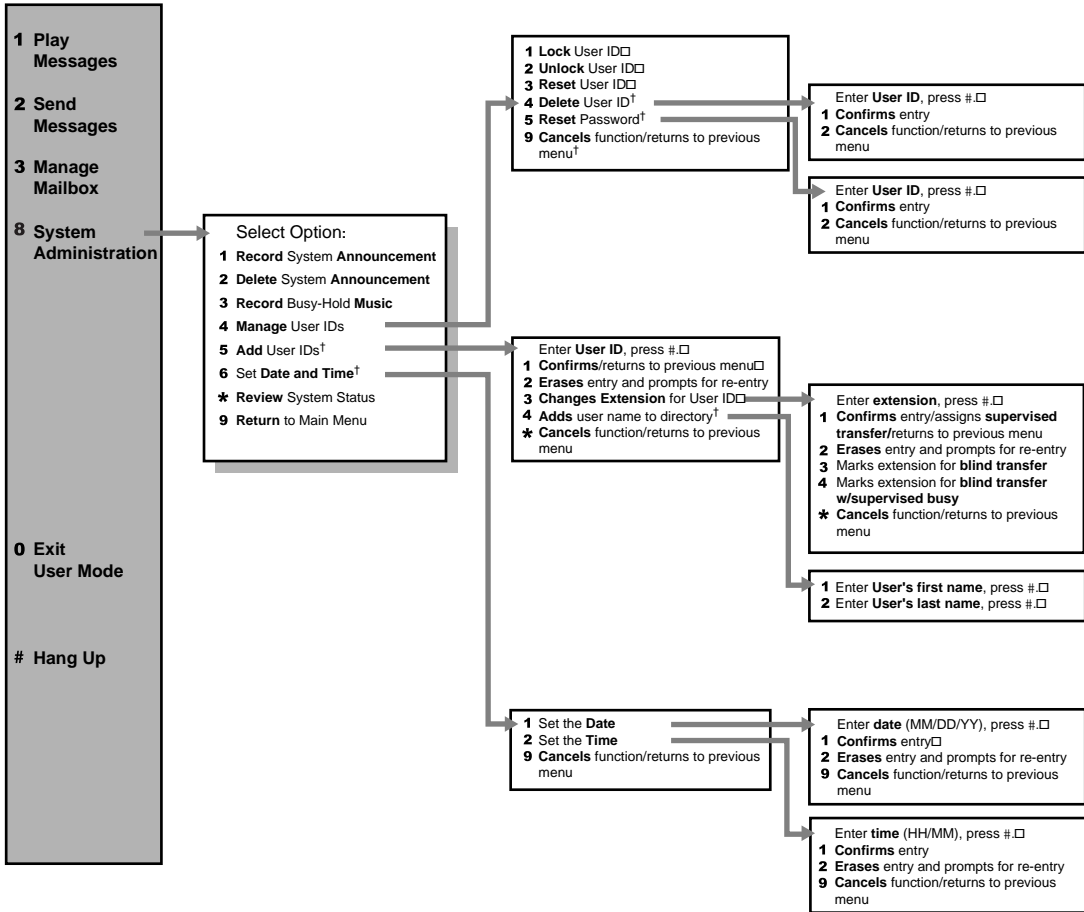 1 Play
Messages
2 Send
Messages
3 Manage
Mailbox
8 System
Administration
0 Exit
User Mode
# Hang Up
Select Option:
1 Record System Announcement
2 Delete System Announcement
3 Record Busy-Hold Music
4 Manage User IDs
5 Add User IDs†
6 Set Date and Time†
* Review System Status
9 Return to Main Menu
1 Lock User ID□
2 Unlock User ID□
3 Reset User ID□
4 Delete User ID†
5 Reset Password†
9 Cancels function/returns to previous
menu†
Enter User ID, press #.□
1 Confirms entry
2 Cancels function/returns to previous
menu
Enter User ID, press #.□
1 Confirms entry
2 Cancels function/returns to previous
menu
Enter User ID, press #.□
1 Confirms/returns to previous menu□
2 Erases entry and prompts for re-entry
3 Changes Extension for User ID□
4 Adds user name to directory†
* Cancels function/returns to previous
menu
Enter extension, press #.□
1 Confirms entry/assigns supervised
transfer/returns to previous menu
2 Erases entry and prompts for re-entry
3 Marks extension for blind transfer
4 Marks extension for blind transfer
w/supervised busy
* Cancels function/returns to previous
menu
1 Enter User's first name, press #.□
2 Enter User's last name, press #.□
1 Set the Date
2 Set the Time
9 Cancels function/returns to previous
menu
Enter date (MM/DD/YY), press #.□
1 Confirms entry□
2 Erases entry and prompts for re-entry
9 Cancels function/returns to previous
menu
Enter time (HH/MM), press #.□
1 Confirms entry
2 Erases entry and prompts for re-entry
9 Cancels function/returns to previous
menu